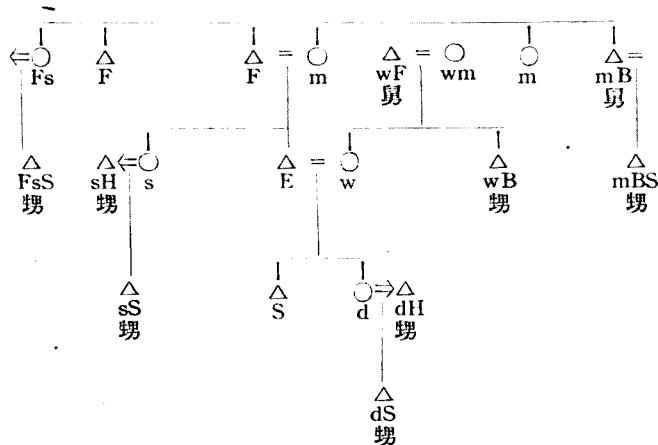 Fs F F m wF wm m mB
舅 舅
FsS sH s E w wB mBS
甥 甥 甥 甥
sS S d dH
甥 甥
dS
甥